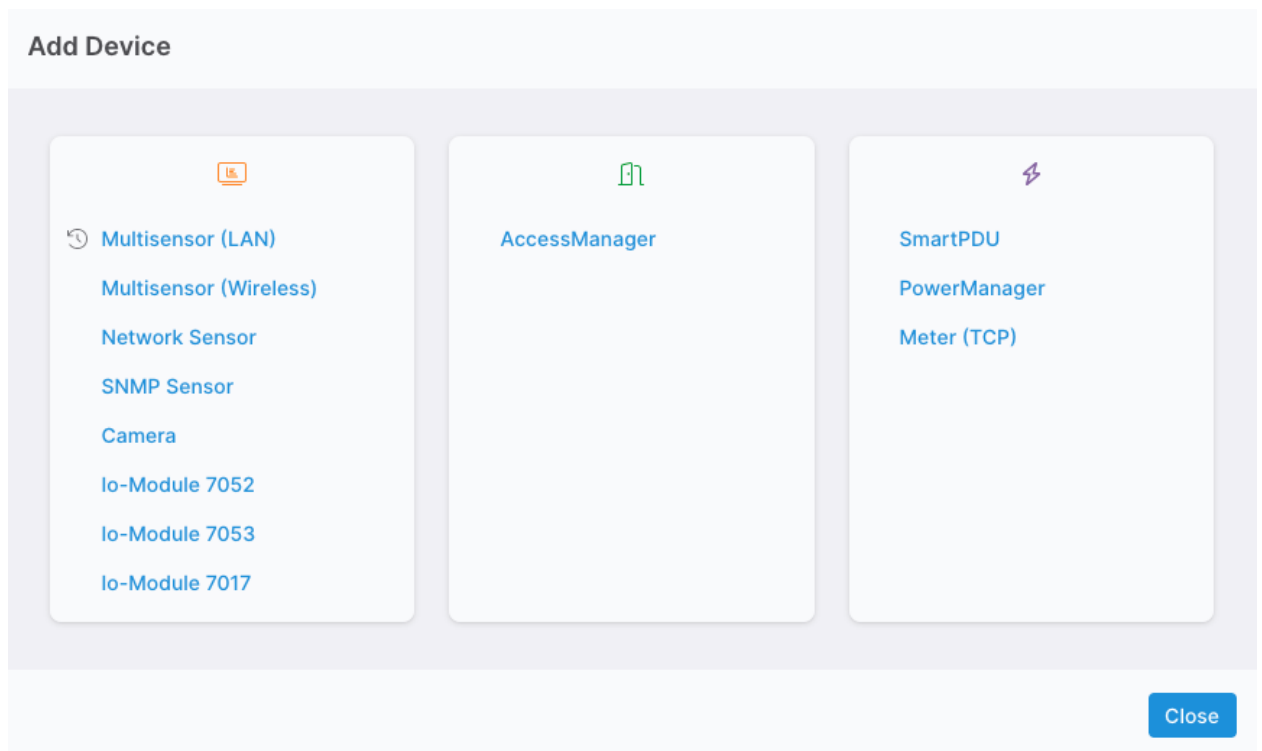 Add Device
Multisensor (LAN)
Multisensor (Wireless)
Network Sensor
SNMP Sensor
Camera
Io-Module 7052
Io-Module 7053
Io-Module 7017
AccessManager
SmartPDU
PowerManager
Meter (TCP)
Close